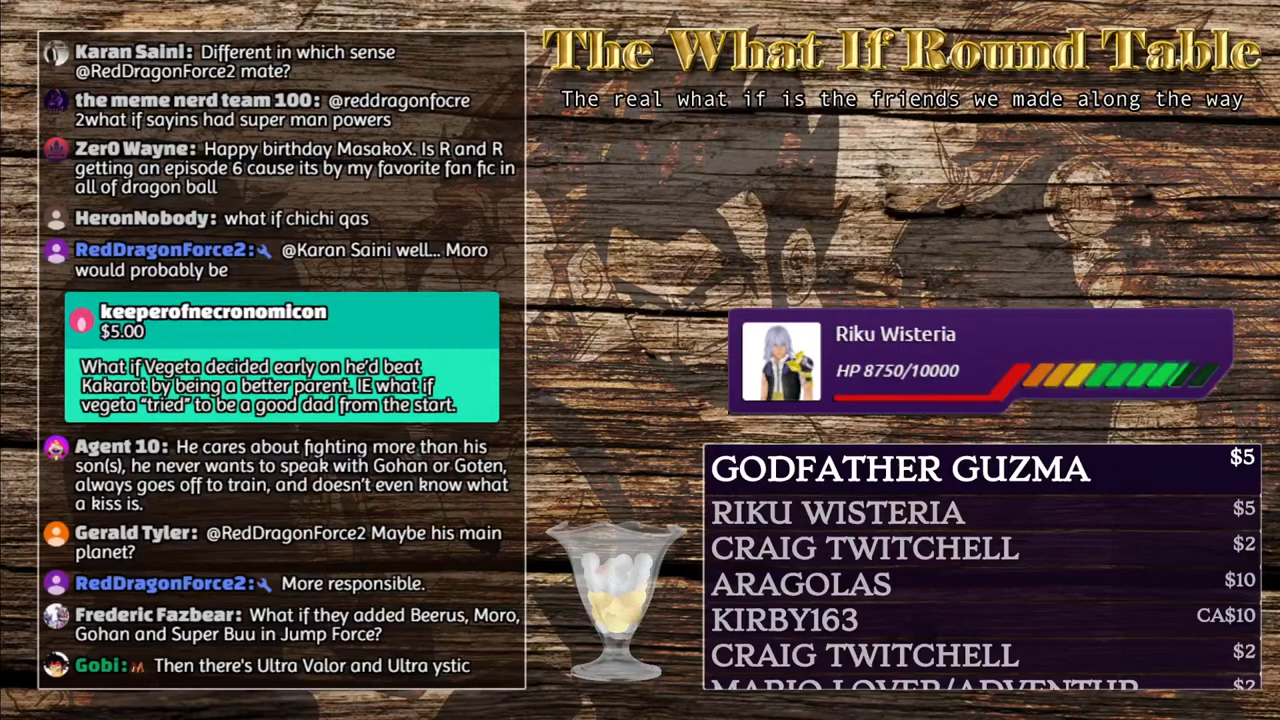 Karan Saini: Different in which sense
@RedDragonForce2 mate?
the meme nerd team 100: @reddragonfocre
2what if sayins had super man powers
Zer0 Wayne: Happy birthday MasakoX. Is R and R
getting an episode 6 cause its by my favorite fan fic in
all of dragon ball
HeronNobody: what if chichi qas
RedDragonForce2: @Karan Saini well... Moro
would probably be
keeperofnecronomicon
$5.00
What if Vegeta decided early on he'd beat
Kakarot by being a better parent. IE what if
vegeta “tried” to be a good dad from the start.
Agent 10: He cares about fighting more than his
son(s), he never wants to speak with Gohan or Goten,
always goes off to train, and doesn't even know what
a kiss is.
Gerald Tyler: @RedDragonForce2 Maybe his main
planet?
RedDragonForce2: More responsible.
Frederic Fazbear: What if they added Beerus, Moro,
Gohan and Super Buu in Jump Force?
Gobi: Then there's Ultra Valor and Ultra ystic
The What If Round Table
The real what if is the friends we made along the way
Riku Wisteria
HP 8750/10000
GODFATHER GUZMA $5
RIKU WISTERIA $5
CRAIG TWITCHELL $2
ARAGOLAS $10
KIRBY163 CA$10
CRAIG TWITCHELL $2
MARIO LOVER/ADVENTUR $2